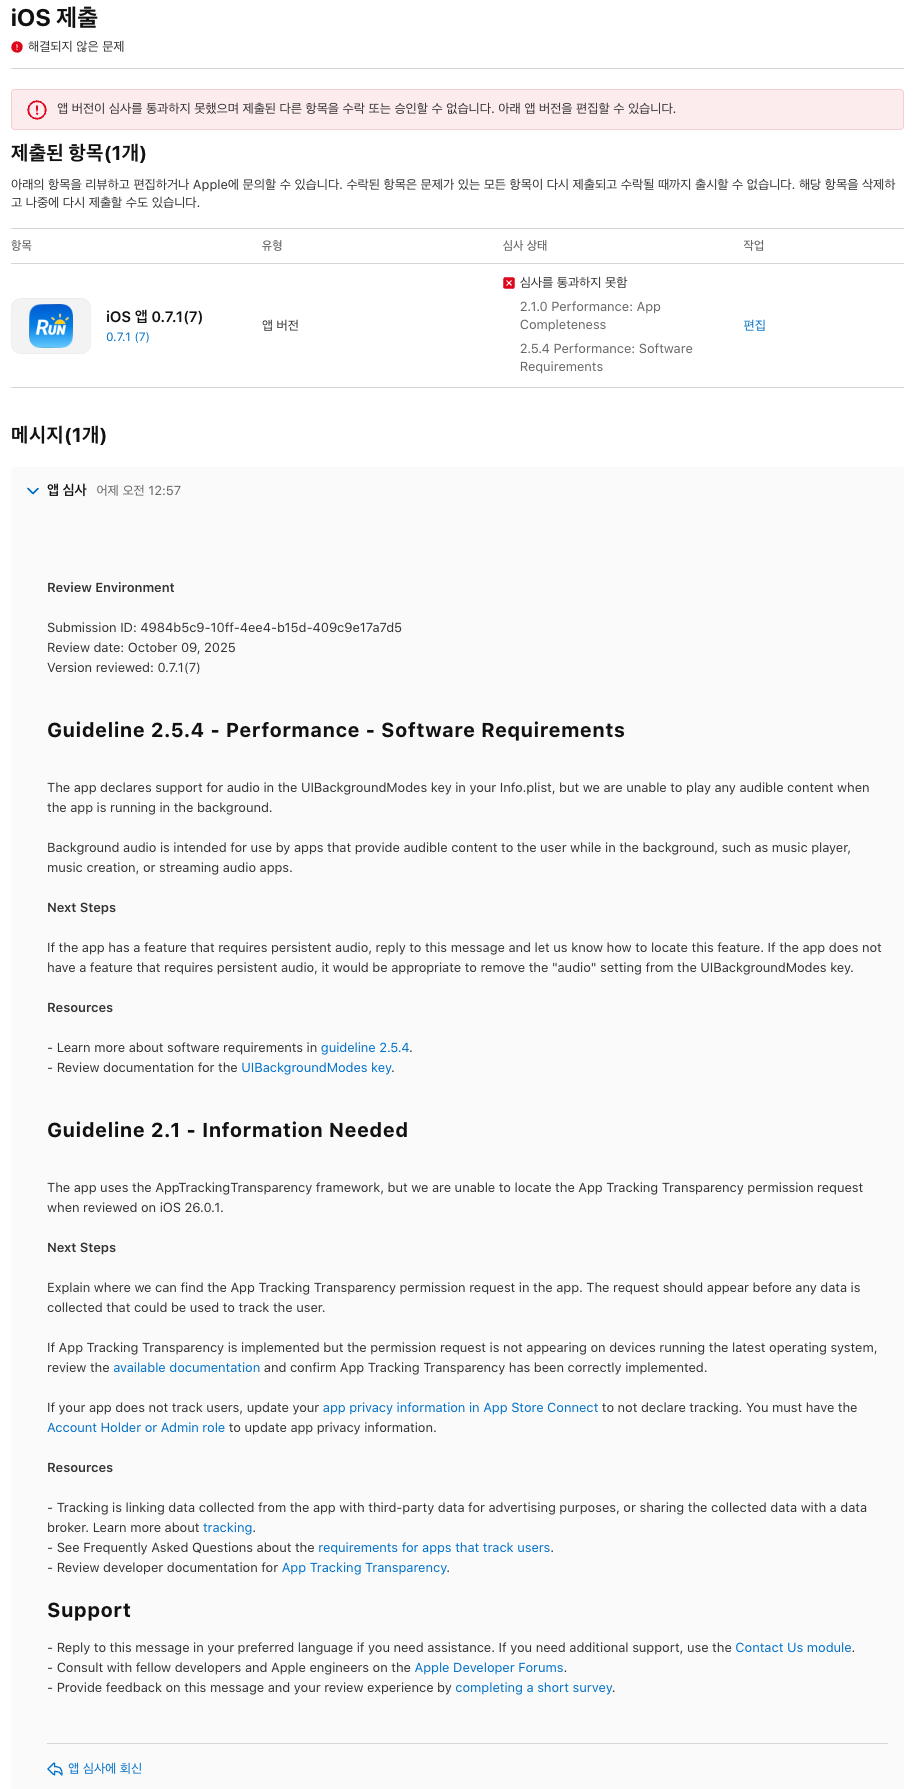 iOS 제출
해결되지 않은 문제
앱 버전이 심사를 통과하지 못했으며 제출된 다른 항목을 수락 또는 승인할 수 없습니다. 아래 앱 버전을 편집할 수 있습니다.
제출된 항목(1개)
아래의 항목을 리뷰하고 편집하거나 Apple에 문의할 수 있습니다. 수락된 항목은 문제가 있는 모든 항목이 다시 제출되고 수락될 때까지 출시할 수 없습니다. 해당 항목을 삭제하
고 나중에 다시 제출할 수도 있습니다.
항목 유형 심사 상태 작업
심사를 통과하지 못함
2.1.0 Performance: App
Completeness
2.5.4 Performance: Software
Requirements
RUN
iOS 앱 0.7.1(7)
0.7.1 (7)
앱 버전
편집
메시지(1개)
앱 심사 어제 오전 12:57
Review Environment
Submission ID: 4984b5c9-10ff-4ee4-b15d-409c9e17a7d5
Review date: October 09, 2025
Version reviewed: 0.7.1(7)
Guideline 2.5.4 - Performance - Software Requirements
The app declares support for audio in the UIBackgroundModes key in your Info.plist, but we are unable to play any audible content when
the app is running in the background.
Background audio is intended for use by apps that provide audible content to the user while in the background, such as music player,
music creation, or streaming audio apps.
Next Steps
If the app has a feature that requires persistent audio, reply to this message and let us know how to locate this feature. If the app does not
have a feature that requires persistent audio, it would be appropriate to remove the "audio" setting from the UIBackgroundModes key.
Resources
- Learn more about software requirements in guideline 2.5.4.
- Review documentation for the UIBackgroundModes key.
Guideline 2.1 - Information Needed
The app uses the AppTrackingTransparency framework, but we are unable to locate the App Tracking Transparency permission request
when reviewed on iOS 26.0.1.
Next Steps
Explain where we can find the App Tracking Transparency permission request in the app. The request should appear before any data is
collected that could be used to track the user.
If App Tracking Transparency is implemented but the permission request is not appearing on devices running the latest operating system,
review the available documentation and confirm App Tracking Transparency has been correctly implemented.
If your app does not track users, update your app privacy information in App Store Connect to not declare tracking. You must have the
Account Holder or Admin role to update app privacy information.
Resources
- Tracking is linking data collected from the app with third-party data for advertising purposes, or sharing the collected data with a data
broker. Learn more about tracking.
- See Frequently Asked Questions about the requirements for apps that track users.
- Review developer documentation for App Tracking Transparency.
Support
- Reply to this message in your preferred language if you need assistance. If you need additional support, use the Contact Us module.
- Consult with fellow developers and Apple engineers on the Apple Developer Forums.
- Provide feedback on this message and your review experience by completing a short survey.
앱 심사에 회신